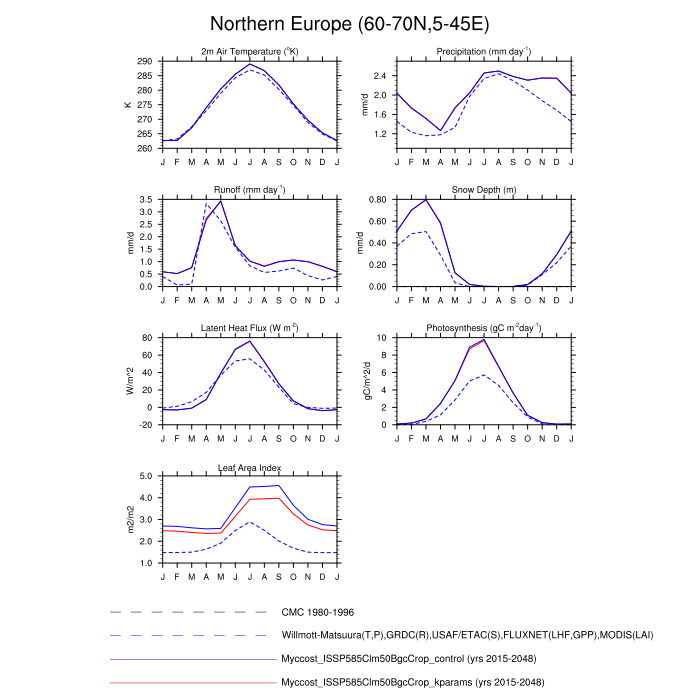 Northern Europe (60-70N,5-45E)
2m Air Temperature (°K)
290
285
280
275
270
265
260
K
J F M A M J J A S O N D J
Precipitation (mm day-1)
2.4
2.0
1.6
1.2
mm/d
J F M A M J J A S O N D J
Runoff (mm day-1)
3.5
3.0
2.5
2.0
1.5
1.0
0.5
0.0
mm/d
J F M A M J J A S O N D J
Snow Depth (m)
0.80
0.60
0.40
0.20
0.00
mm/d
J F M A M J J A S O N D J
Latent Heat Flux (W m-2)
80
60
40
20
0
-20
W/m^2
J F M A M J J A S O N D J
Photosynthesis (gC m-2day-1)
10
8
6
4
2
0
gC/m^2/d
J F M A M J J A S O N D J
Leaf Area Index
5.0
4.0
3.0
2.0
1.0
m2/m2
J F M A M J J A S O N D J
CMC 1980-1996
Willmott-Matsuura(T,P),GRDC(R),USAF/ETAC(S),FLUXNET(LHF,GPP),MODIS(LAI)
Myccost_ISSP585Clm50BgcCrop_control (yrs 2015-2048)
Myccost_ISSP585Clm50BgcCrop_kparams (yrs 2015-2048)